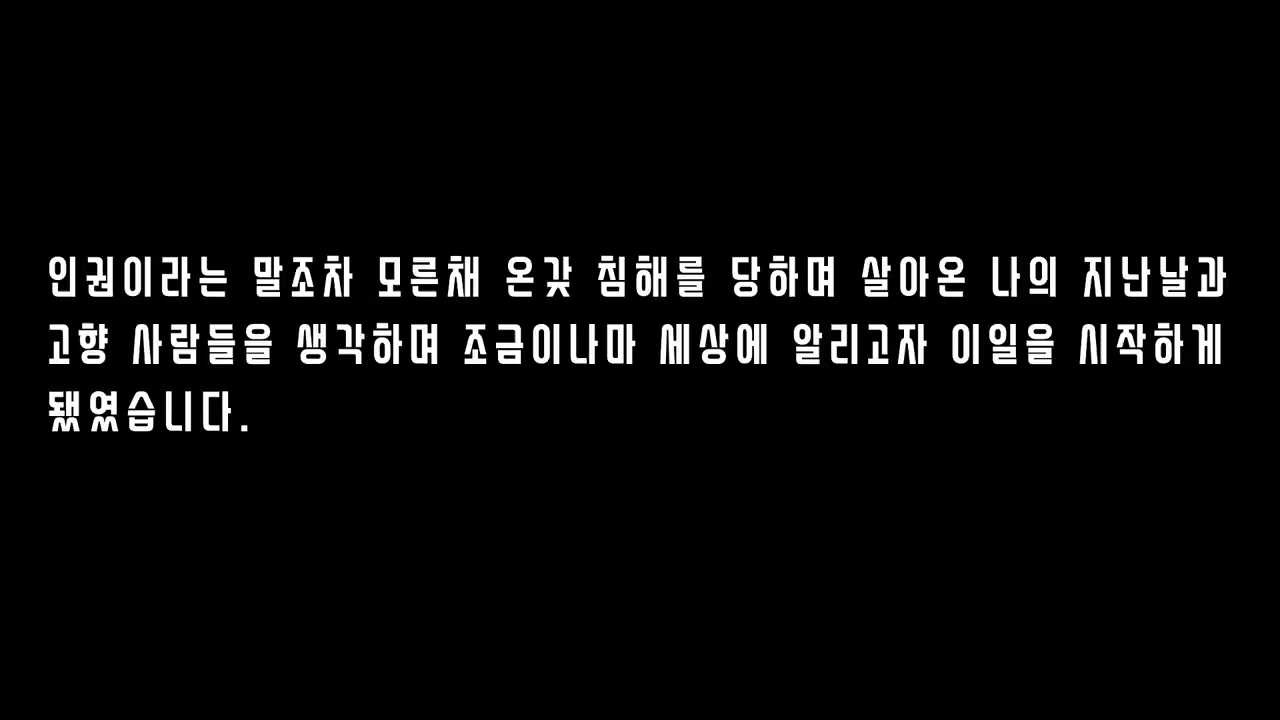 인권이라는 말조차 모른채 온갖 침해를 당하며 살아온 나의 지난날과
고향 사람들을 생각하며 조금이나마 세상에 알리고자 이일을 시작하게
됐였습니다.